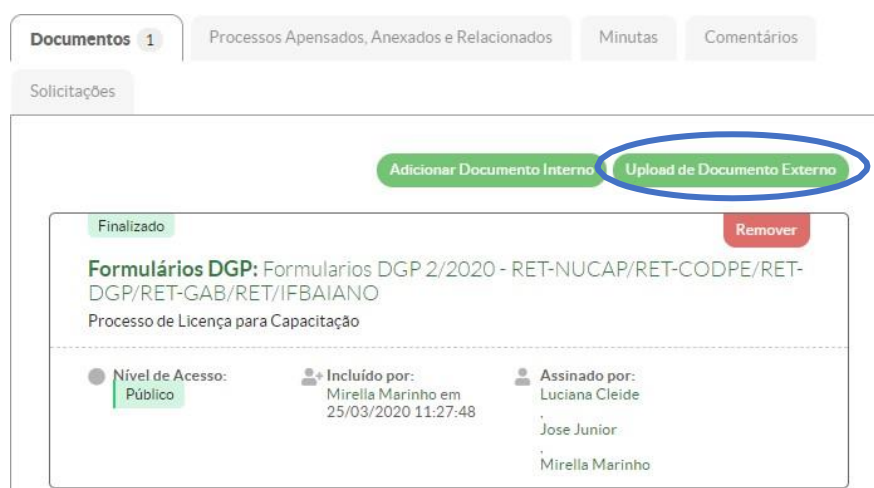 Documentos 1 Processos Apensados, Anexados e Relacionados Minutas Comentários
Solicitações
Adicionar Documento Interno Upload de Documento Externo
Finalizado Remover
Formulários DGP: Formularios DGP 2/2020 - RET-NUCAP/RET-CODPE/RET-
DGP/RET-GAB/RET/IFBAIANO
Processo de Licença para Capacitação
Nível de Acesso: Incluído por: Assinado por:
Público Mirella Marinho em Luciana Cleide
25/03/2020 11:27:48 ,
Jose Junior
,
Mirella Marinho